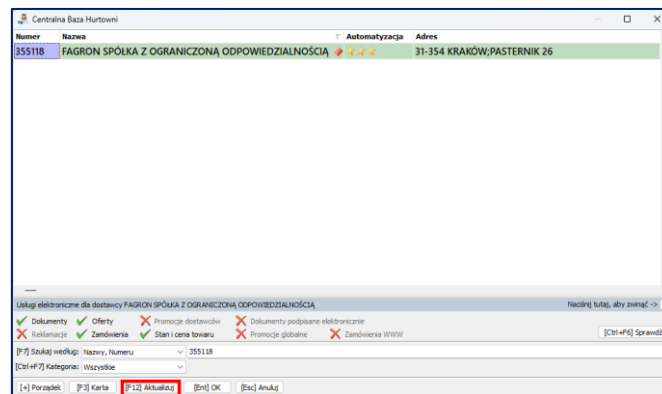 Centralna Baza Hurtowni
Numer Nazwa Automatyzacja Adres
355118 FAGRON SPÓŁKA Z OGRANICZONĄ ODPOWIEDZIALNOŚCIĄ 31-354 KRAKÓW;PASTERNIK 26
Usługi elektroniczne dla dostawcy FAGRON SPÓŁKA Z OGRANICZONĄ ODPOWIEDZIALNOŚCIĄ Naciśnij tutaj, aby zwinąć ->
Dokumenty Oferty Promocje dostawców Dokumenty podpisane elektronicznie
Reklamacje Zamówienia Stan i cena towaru Promocje globalne Zamówienia WWW [Ctrl+F6] Sprawdź
[F7] Szukaj według: Nazwy, Numeru 355118
[Ctrl+F7] Kategoria: Wszystkie
[+] Porządek [F3] Karta [F12] Aktualizuj [Ent] OK [Esc] Anuluj